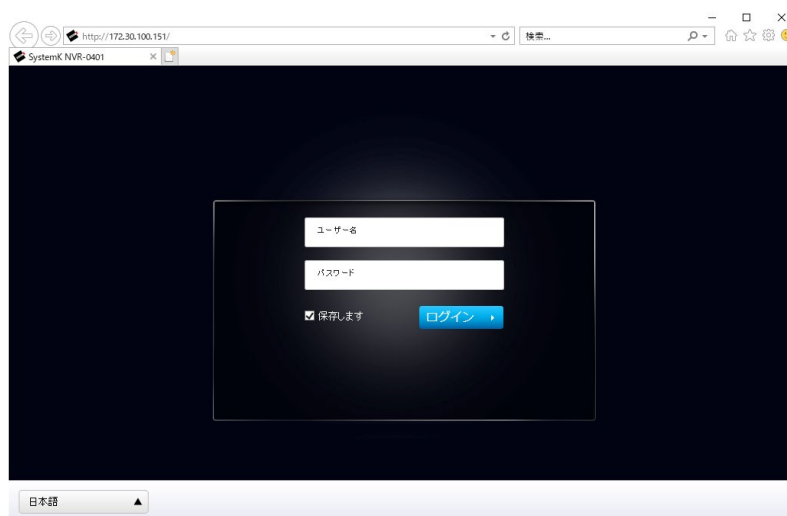 http://172.30.100.151/
検索...
SystemK NVR-0401
ユーザー名
パスワード
保存します
ログイン
日本語